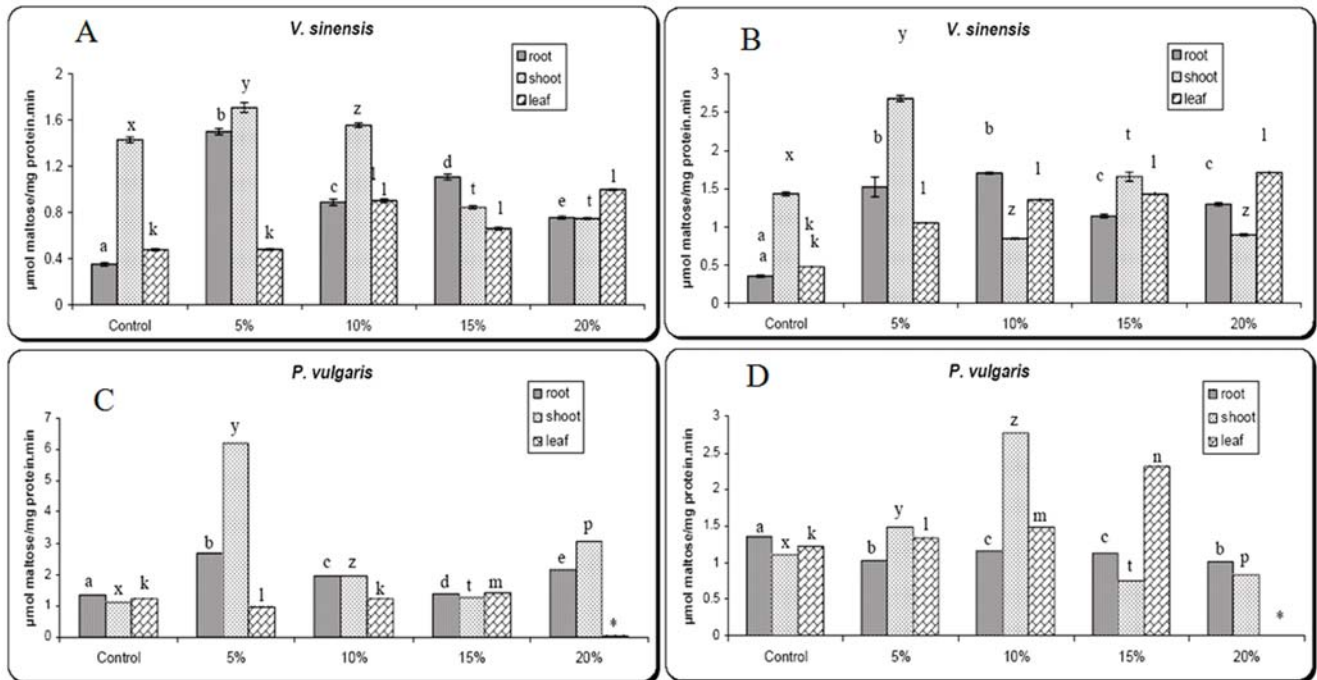 A
V. sinensis
root
shoot
leaf
µmol maltose/mg protein.min
2
1.6
1.2
0.8
0.4
0
a x k
b y k
c z l l
d t l
e t l
Control 5% 10% 15% 20%
B
V. sinensis
root
shoot
leaf
µmol maltose/mg protein.min
3
2.5
2
1.5
1
0.5
0
a a x k k
b y l
b z l
c t l
c z l
Control 5% 10% 15% 20%
C
P. vulgaris
root
shoot
leaf
µmol maltose/mg protein.min
7
6
5
4
3
2
1
0
a x k
b y l
c z k
d t m
e p *
Control 5% 10% 15% 20%
D
P. vulgaris
root
shoot
leaf
µmol maltose/mg protein.min
3
2.5
2
1.5
1
0.5
0
a x k
b y l
c z m
c t n
b p *
Control 5% 10% 15% 20%